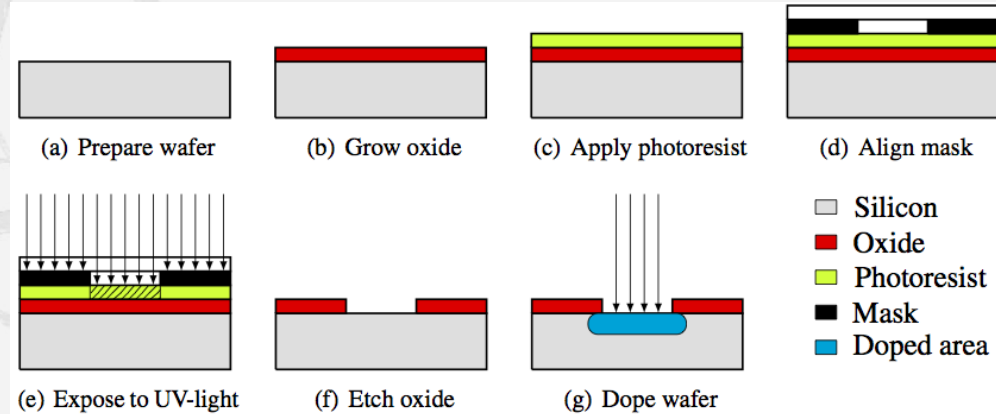 (a) Prepare wafer
(b) Grow oxide
(c) Apply photoresist
(d) Align mask
(e) Expose to UV-light
(f) Etch oxide
(g) Dope wafer
Silicon
Oxide
Photoresist
Mask
Doped area